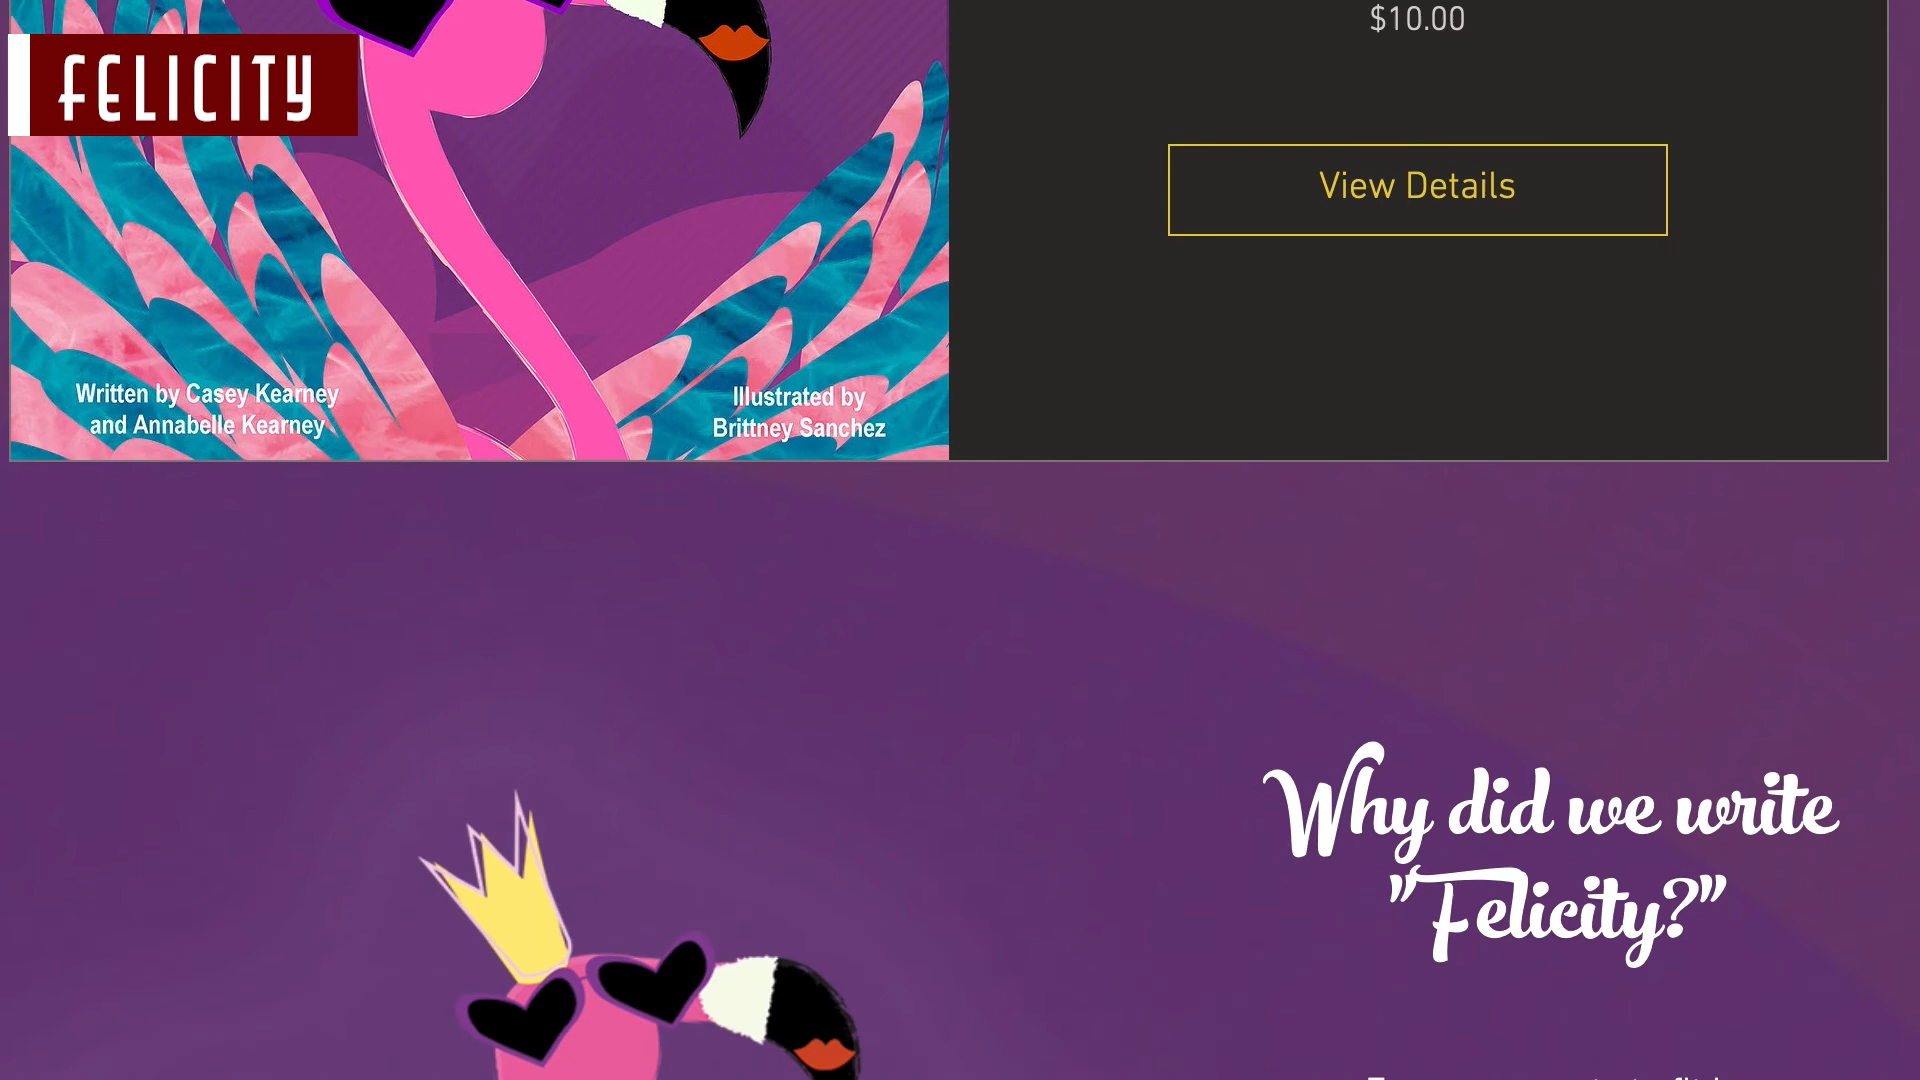 $10.00
FELICITY
View Details
Written by Casey Kearney
and Annabelle Kearney
Illustrated by
Brittney Sanchez
Why did we write
"Felicity?"